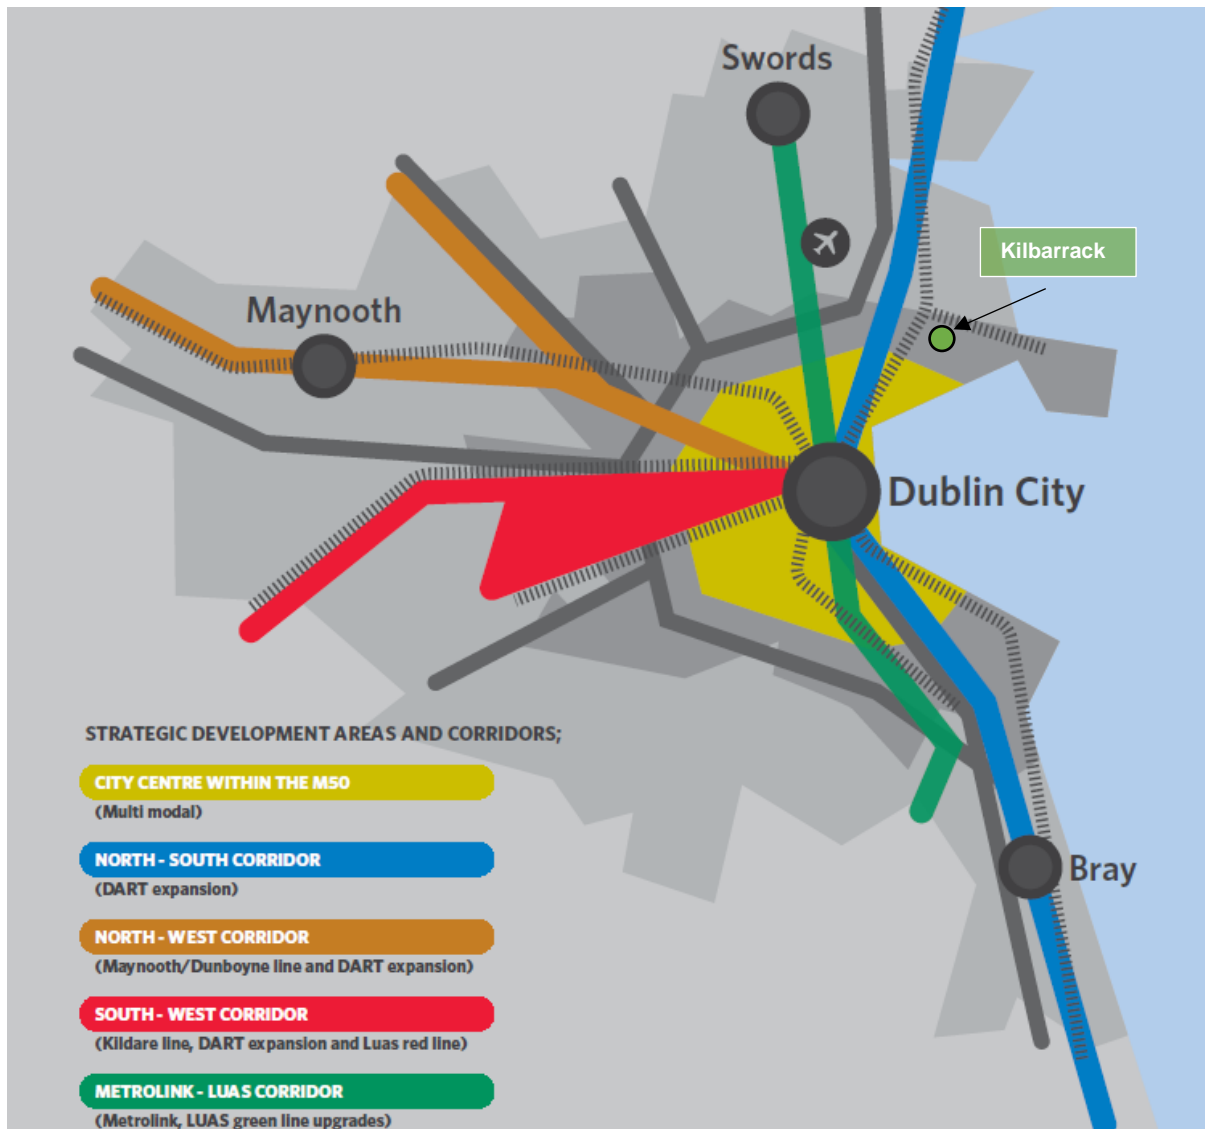 Swords
Kilbarrack
Maynooth
Dublin City
Bray
STRATEGIC DEVELOPMENT AREAS AND CORRIDORS;
CITY CENTRE WITHIN THE M50
(Multi modal)
NORTH - SOUTH CORRIDOR
(DART expansion)
NORTH - WEST CORRIDOR
(Maynooth/Dunboyne line and DART expansion)
SOUTH - WEST CORRIDOR
(Kildare line, DART expansion and Luas red line)
METROLINK - LUAS CORRIDOR
(Metrolink, LUAS green line upgrades)